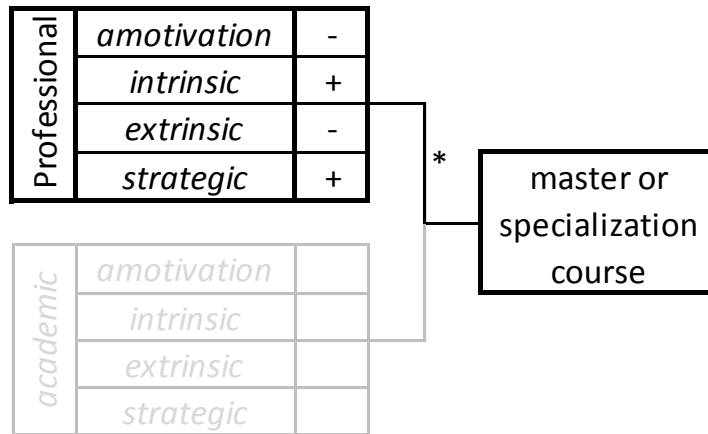 Professional
amotivation -
intrinsic +
extrinsic -
strategic +
*
master or
specialization
course
academic
amotivation
intrinsic
extrinsic
strategic